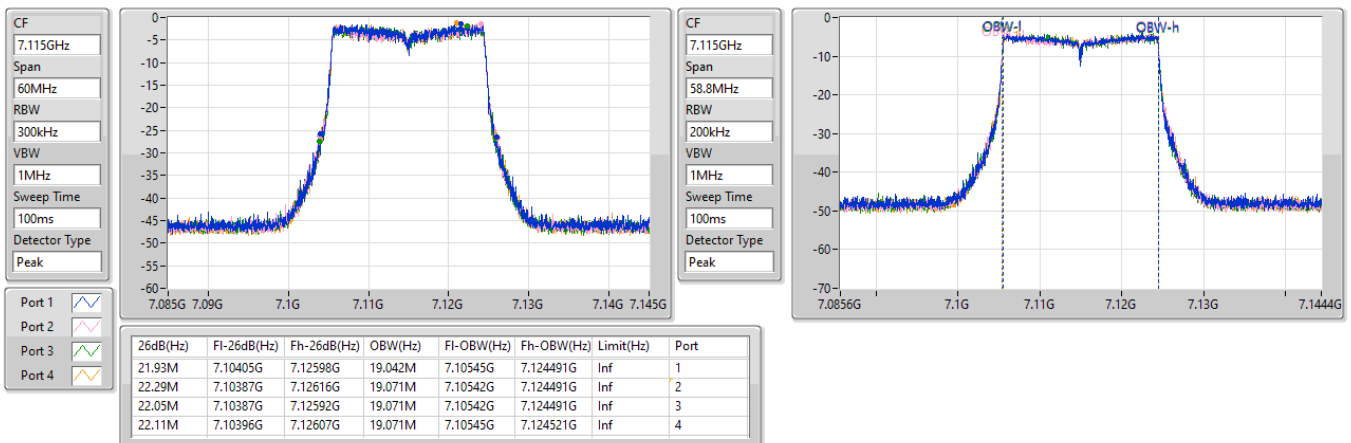 CF
7.115GHz
Span
60MHz
RBW
300kHz
VBW
1MHz
Sweep Time
100ms
Detector Type
Peak
0
-5
-10
-15
-20
-25
-30
-35
-40
-45
-50
-55
-60
7.085G 7.09G 7.1G 7.11G 7.12G 7.13G 7.14G 7.145G
CF
7.115GHz
Span
58.8MHz
RBW
200kHz
VBW
1MHz
Sweep Time
100ms
Detector Type
Peak
OBW-l OBW-h
0
-10
-20
-30
-40
-50
-60
-70
7.0856G 7.1G 7.11G 7.12G 7.13G 7.1444G
Port 1
Port 2
Port 3
Port 4
26dB(Hz) Fl-26dB(Hz) Fh-26dB(Hz) OBW(Hz) Fl-OBW(Hz) Fh-OBW(Hz) Limit(Hz) Port
21.93M 7.10405G 7.12598G 19.042M 7.10545G 7.124491G Inf 1
22.29M 7.10387G 7.12616G 19.071M 7.10542G 7.124491G Inf 2
22.05M 7.10387G 7.12592G 19.071M 7.10542G 7.124491G Inf 3
22.11M 7.10396G 7.12607G 19.071M 7.10545G 7.124521G Inf 4